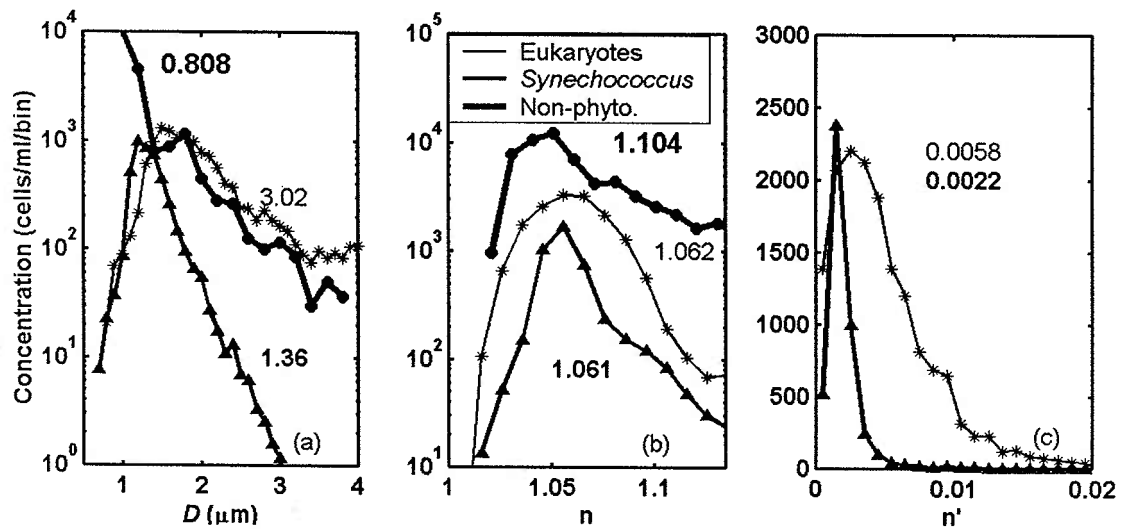 10⁴
10³
10²
10¹
10⁰
Concentration (cells/ml/bin)
0.808
3.02
1.36
(a)
1 2 3 4
D (µm)
10⁵
10⁴
10³
10²
10¹
Eukaryotes
Synechococcus
Non-phyto.
1.104
1.062
1.061
(b)
1 1.05 1.1
n
3000
2500
2000
1500
1000
500
0
0.0058
0.0022
(c)
0 0.01 0.02
n'